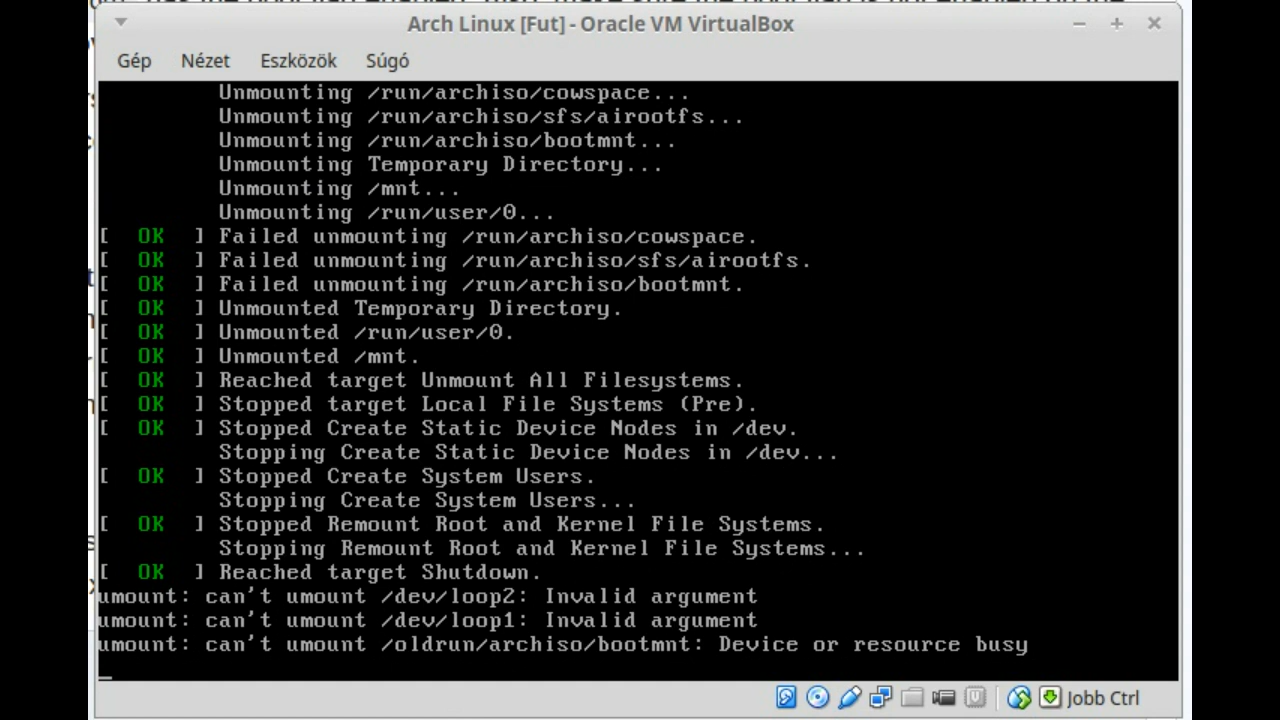 Arch Linux [Fut] - Oracle VM VirtualBox
Gép Nézet Eszközök Súgó
Unmounting /run/archiso/cowspace...
Unmounting /run/archiso/sfs/airootfs...
Unmounting /run/archiso/bootmnt...
Unmounting Temporary Directory...
Unmounting /mnt...
Unmounting /run/user/0...
[ OK ] Failed unmounting /run/archiso/cowspace.
[ OK ] Failed unmounting /run/archiso/sfs/airootfs.
[ OK ] Failed unmounting /run/archiso/bootmnt.
[ OK ] Unmounted Temporary Directory.
[ OK ] Unmounted /run/user/0.
[ OK ] Unmounted /mnt.
[ OK ] Reached target Unmount All Filesystems.
[ OK ] Stopped target Local File Systems (Pre).
[ OK ] Stopped Create Static Device Nodes in /dev.
Stopping Create Static Device Nodes in /dev...
[ OK ] Stopped Create System Users.
Stopping Create System Users...
[ OK ] Stopped Remount Root and Kernel File Systems.
Stopping Remount Root and Kernel File Systems...
[ OK ] Reached target Shutdown.
umount: can't umount /dev/loop2: Invalid argument
umount: can't umount /dev/loop1: Invalid argument
umount: can't umount /oldrun/archiso/bootmnt: Device or resource busy
Jobb Ctrl